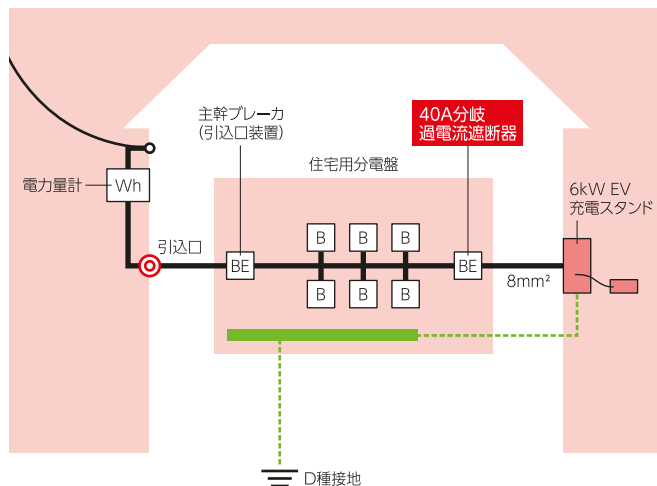 主幹ブレーカ
(引込口装置)
40A分岐
過電流遮断器
住宅用分電盤
電力量計
Wh
6kW EV
充電スタンド
引込口
B
B
B
BE
BE
B
B
B
8mm²
D種接地